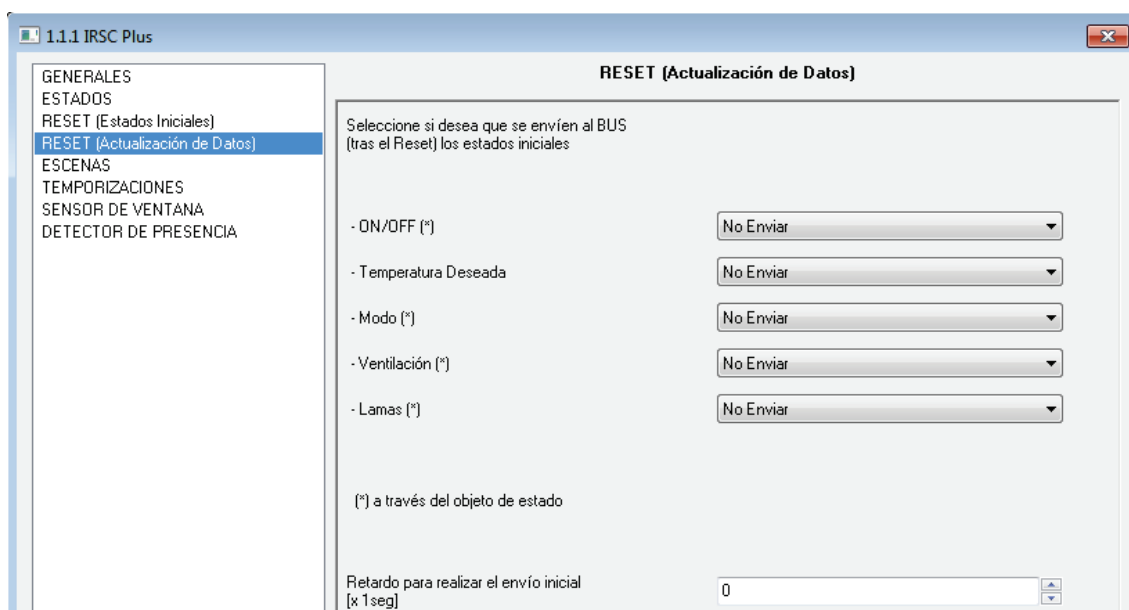 1.1.1 IRSC Plus
GENERALES
ESTADOS
RESET (Estados Iniciales)
RESET (Actualización de Datos)
ESCENAS
TEMPORIZACIONES
SENSOR DE VENTANA
DETECTOR DE PRESENCIA
RESET (Actualización de Datos)
Seleccione si desea que se envíen al BUS
(tras el Reset) los estados iniciales
- ON/OFF (*) No Enviar
- Temperatura Deseada No Enviar
- Modo (*) No Enviar
- Ventilación (*) No Enviar
- Lamas (*) No Enviar
(*) a través del objeto de estado
Retardo para realizar el envío inicial
[x 1seg] 0